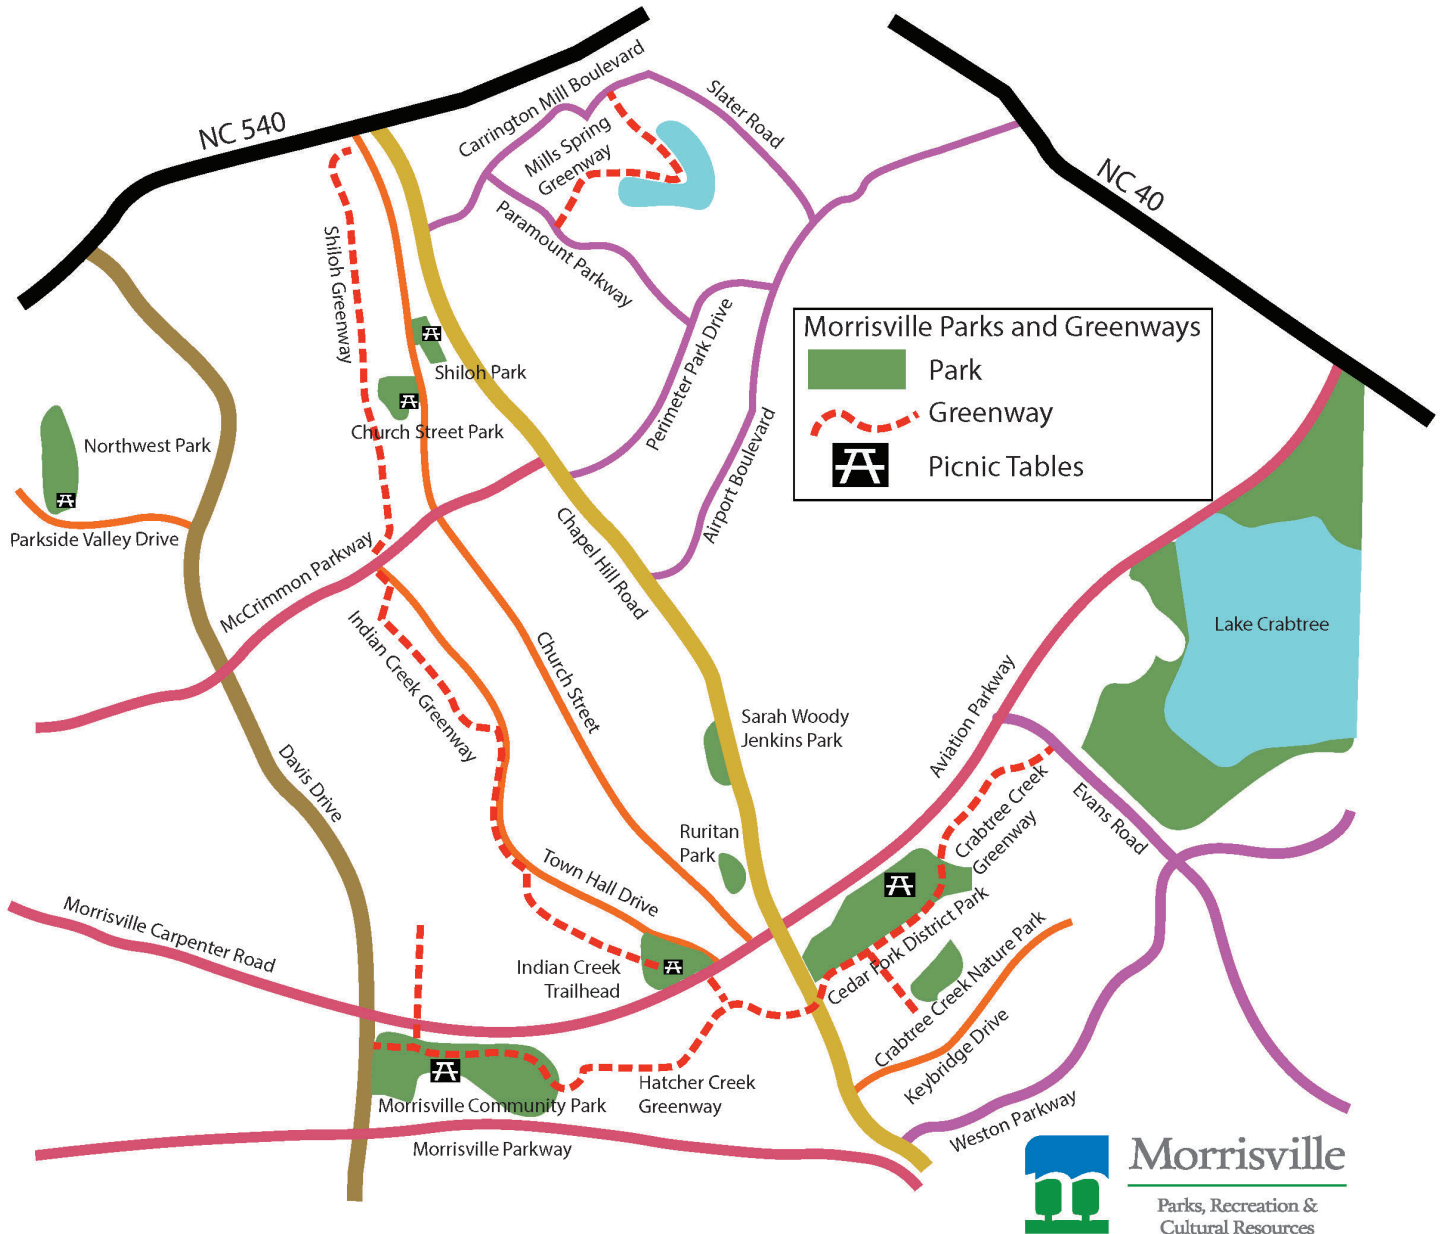 NC 540
Carrington Mill Boulevard
Slater Road
Mills Spring
Greenway
NC 40
Paramount Parkway
Shiloh Greenway
Perimeter Park Drive
Morrisville Parks and Greenways
Park
Greenway
Picnic Tables
Shiloh Park
Church Street Park
Northwest Park
Airport Boulevard
Parkside Valley Drive
McCrimmon Parkway
Chapel Hill Road
Lake Crabtree
Indian Creek Greenway
Church Street
Aviation Parkway
Sarah Woody
Jenkins Park
Davis Drive
Evans Road
Crabtree Creek
Greenway
Ruritan
Park
Town Hall Drive
Morrisville Carpenter Road
Cedar Fork District Park
Crabtree Creek Nature Park
Indian Creek
Trailhead
Keybridge Drive
Hatcher Creek
Greenway
Morrisville Community Park
Weston Parkway
Morrisville Parkway
Morrisville
Parks, Recreation &
Cultural Resources